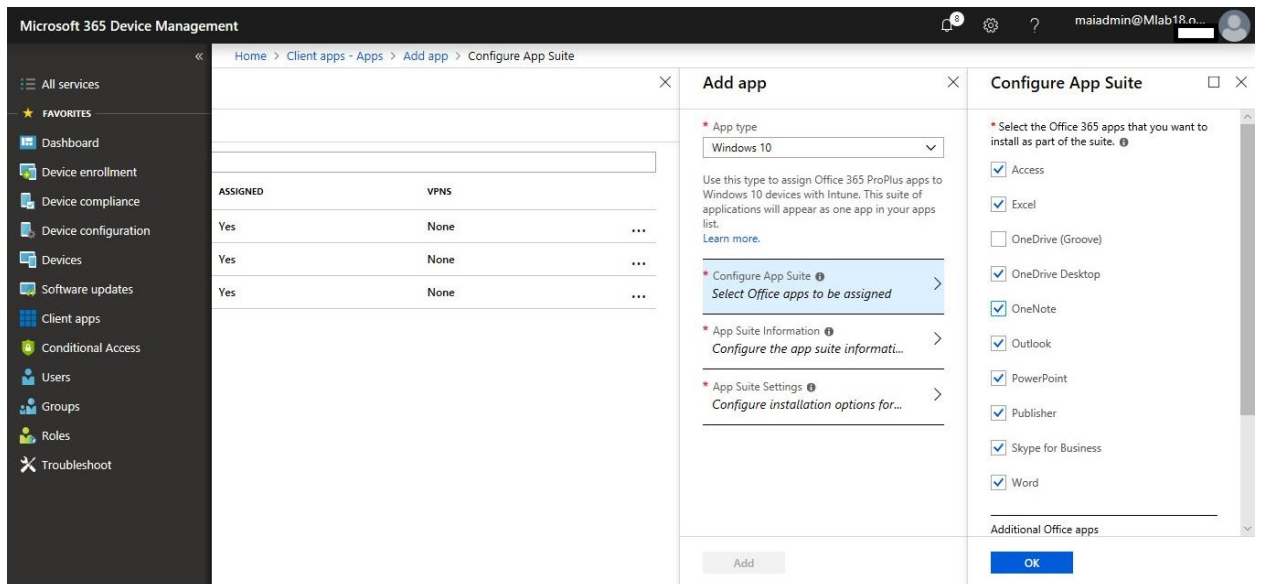 Microsoft 365 Device Management
8
?
maiadmin@Mlab18.o...
«
Home > Client apps - Apps > Add app > Configure App Suite
All services
FAVORITES
Dashboard
Device enrollment
Device compliance
Device configuration
Devices
Software updates
Client apps
Conditional Access
Users
Groups
Roles
Troubleshoot
ASSIGNED VPNS
Yes None ...
Yes None ...
Yes None ...
Add app
* App type
Windows 10
Use this type to assign Office 365 ProPlus apps to
Windows 10 devices with Intune. This suite of
applications will appear as one app in your apps
list.
Learn more.
* Configure App Suite
Select Office apps to be assigned
* App Suite Information
Configure the app suite informati...
* App Suite Settings
Configure installation options for...
Add
Configure App Suite
* Select the Office 365 apps that you want to
install as part of the suite.
Access
Excel
OneDrive (Groove)
OneDrive Desktop
OneNote
Outlook
PowerPoint
Publisher
Skype for Business
Word
Additional Office apps
OK